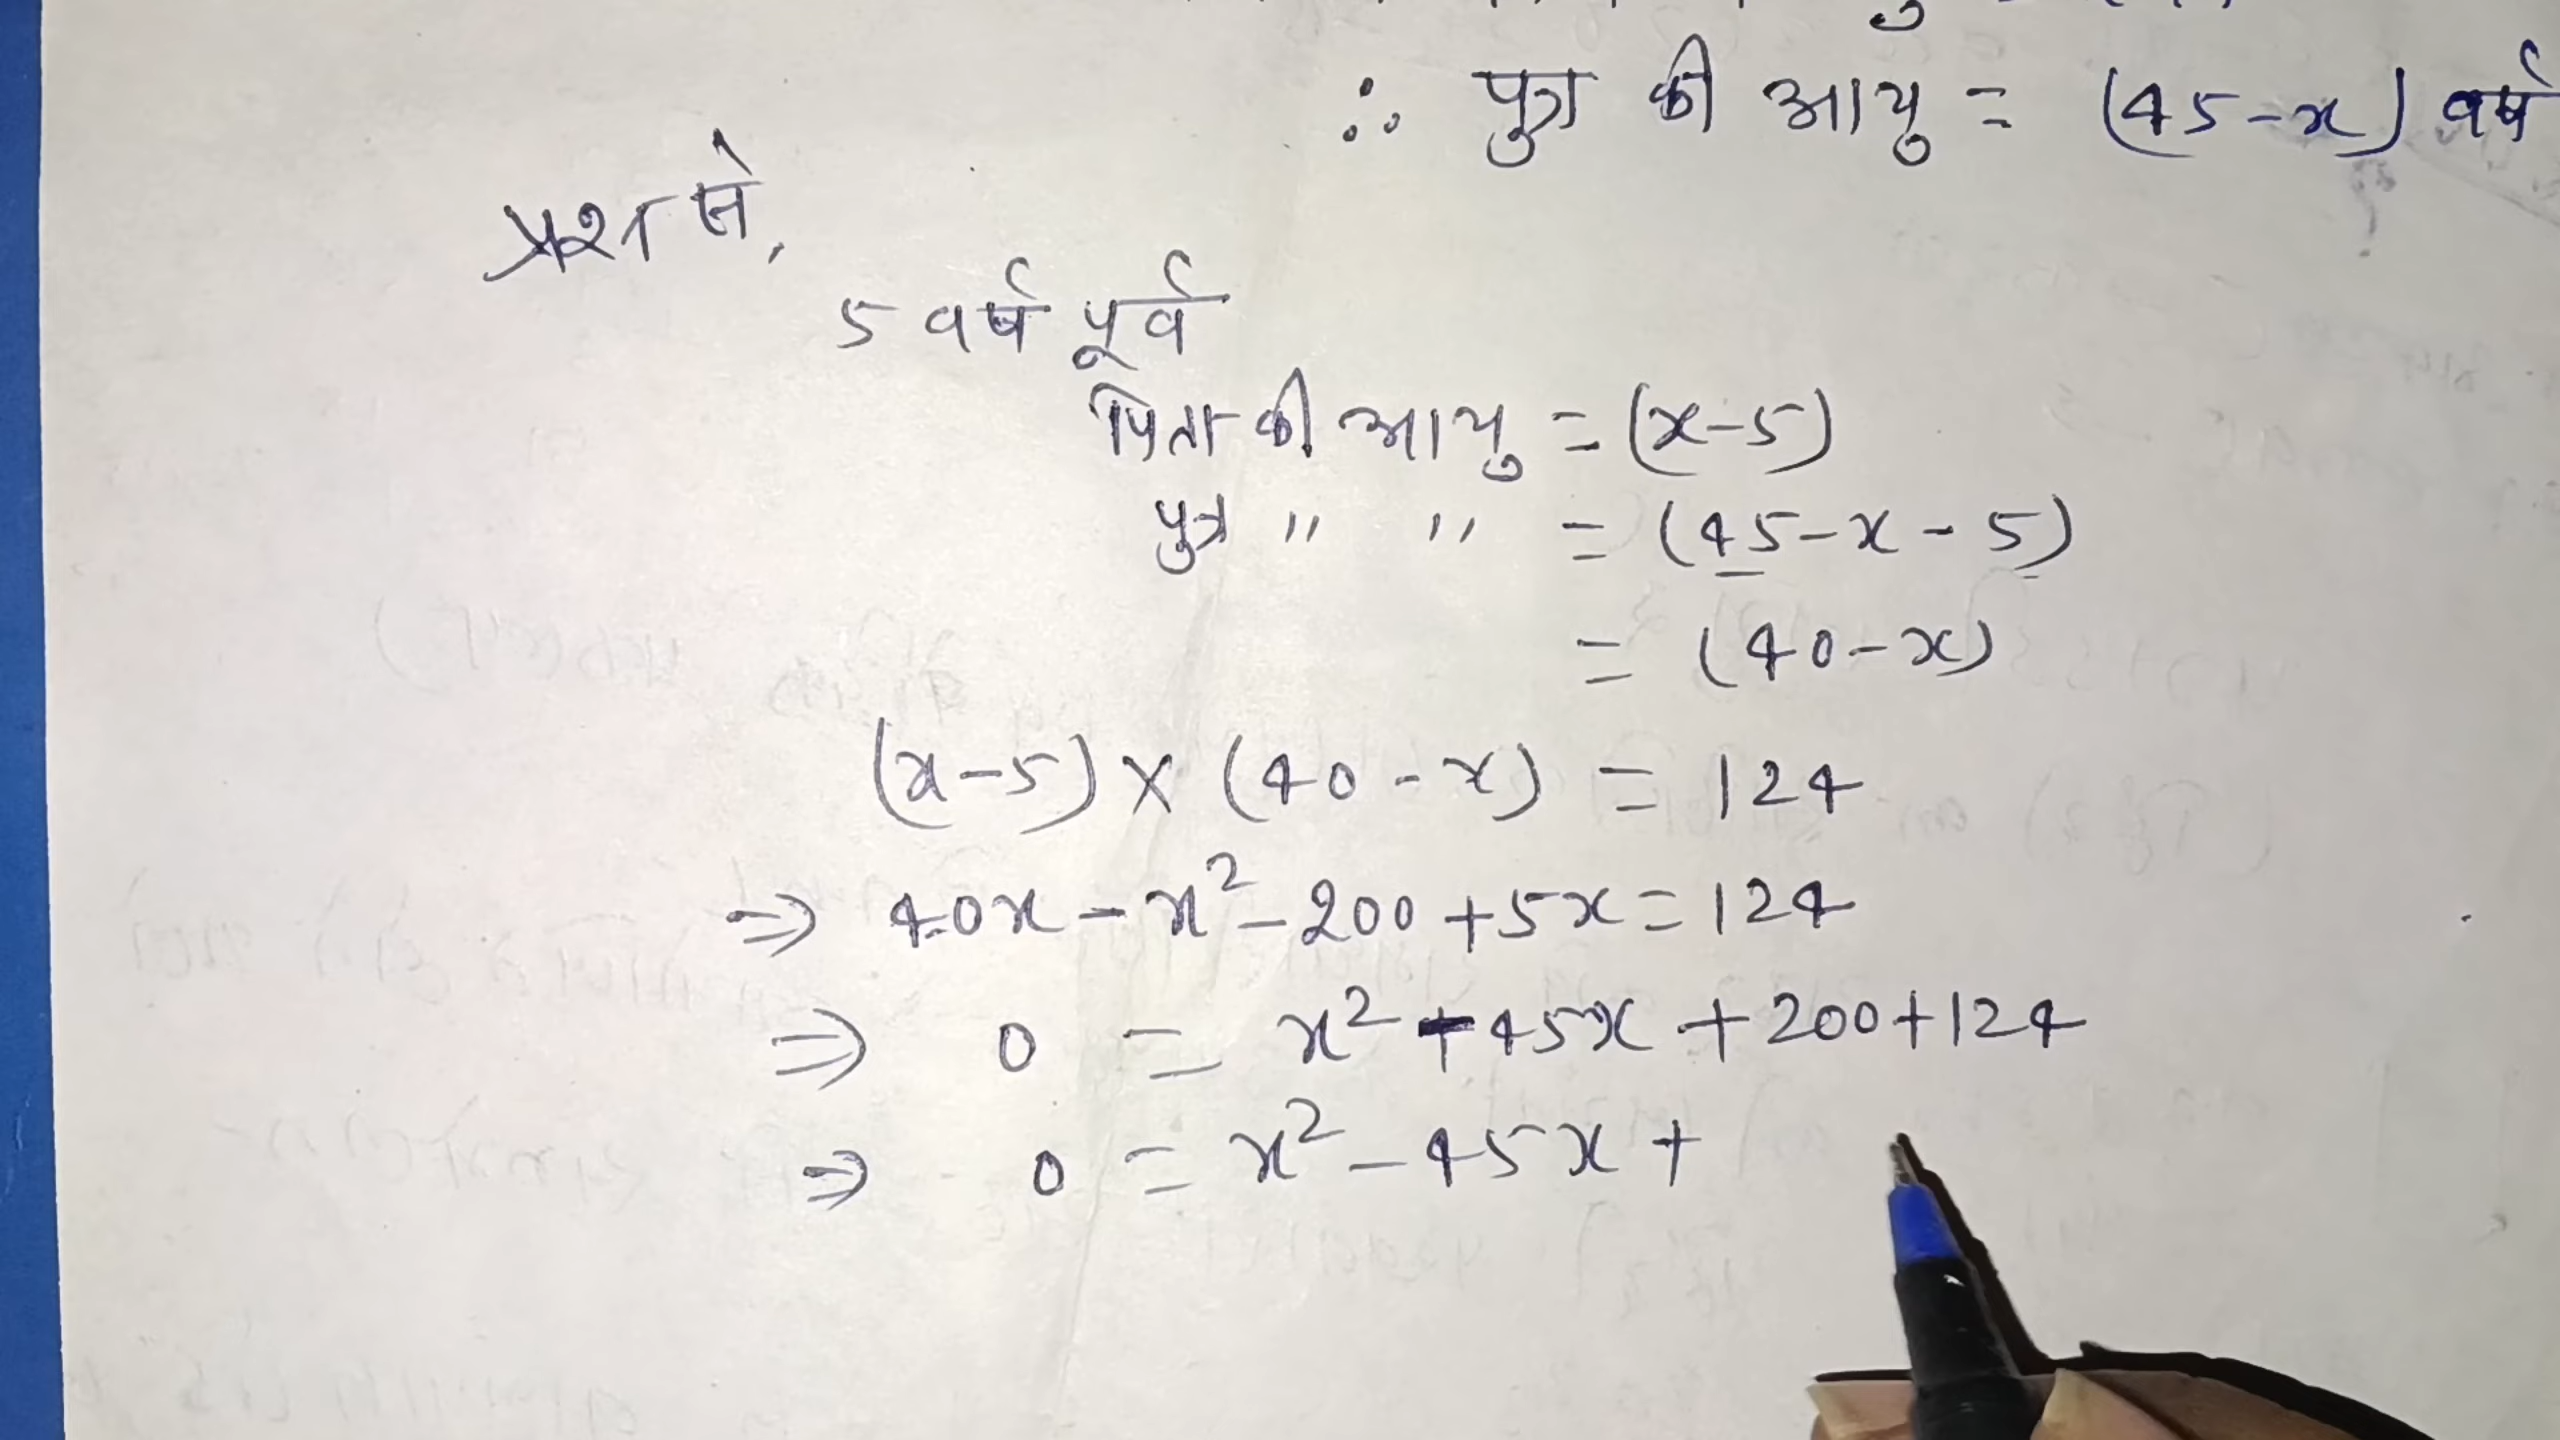 ∴ पुत्र की आयु = (45-x) वर्ष
प्रश्न से,
5 वर्ष पूर्व
पिता की आयु = (x-5)
पुत्र " " = (45-x-5)
= (40-x)
(x-5) × (40-x) = 124
⇒ 40x - x² - 200 + 5x = 124
⇒ 0 = x² - 45x + 200 + 124
⇒ 0 = x² - 45x +